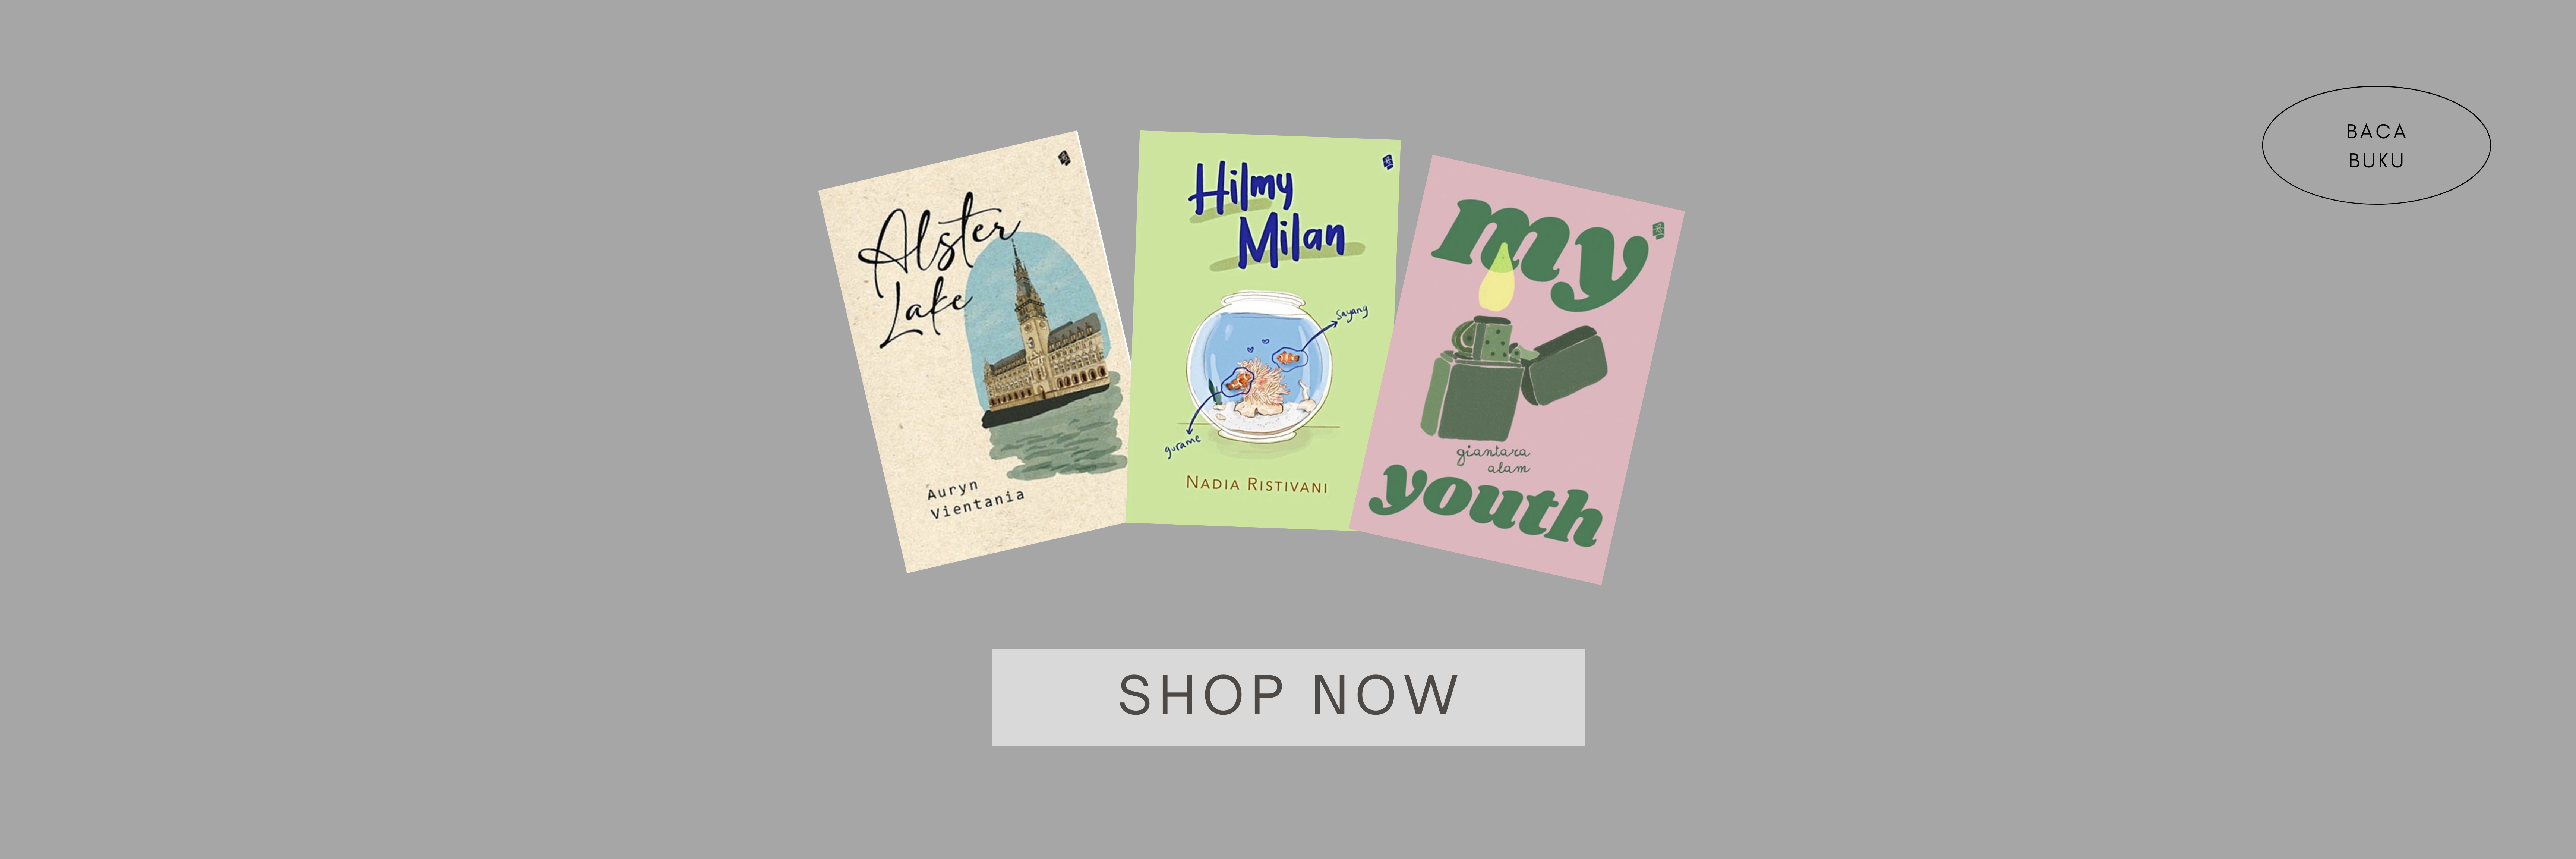 Alster
Lake
Auryn
Vientania
Hilmy
Milan
Sayang
gurame
NADIA RISTIVANI
my
giantara
alam
youth
BACA
BUKU
SHOP NOW